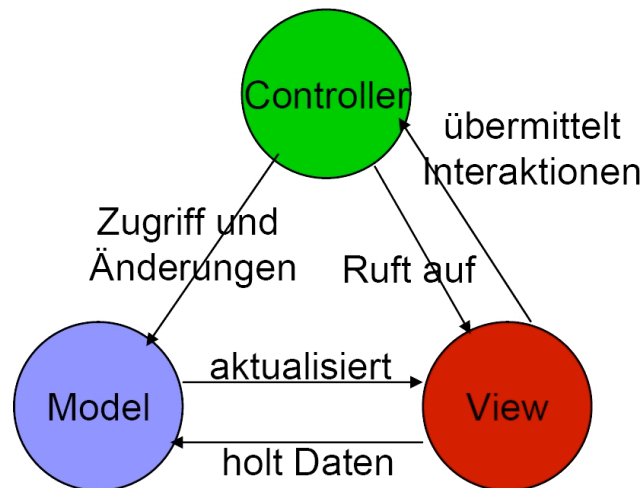 Controller
übermittelt
Interaktionen
Zugriff und
Änderungen
Ruft auf
aktualisiert
Model
View
holt Daten